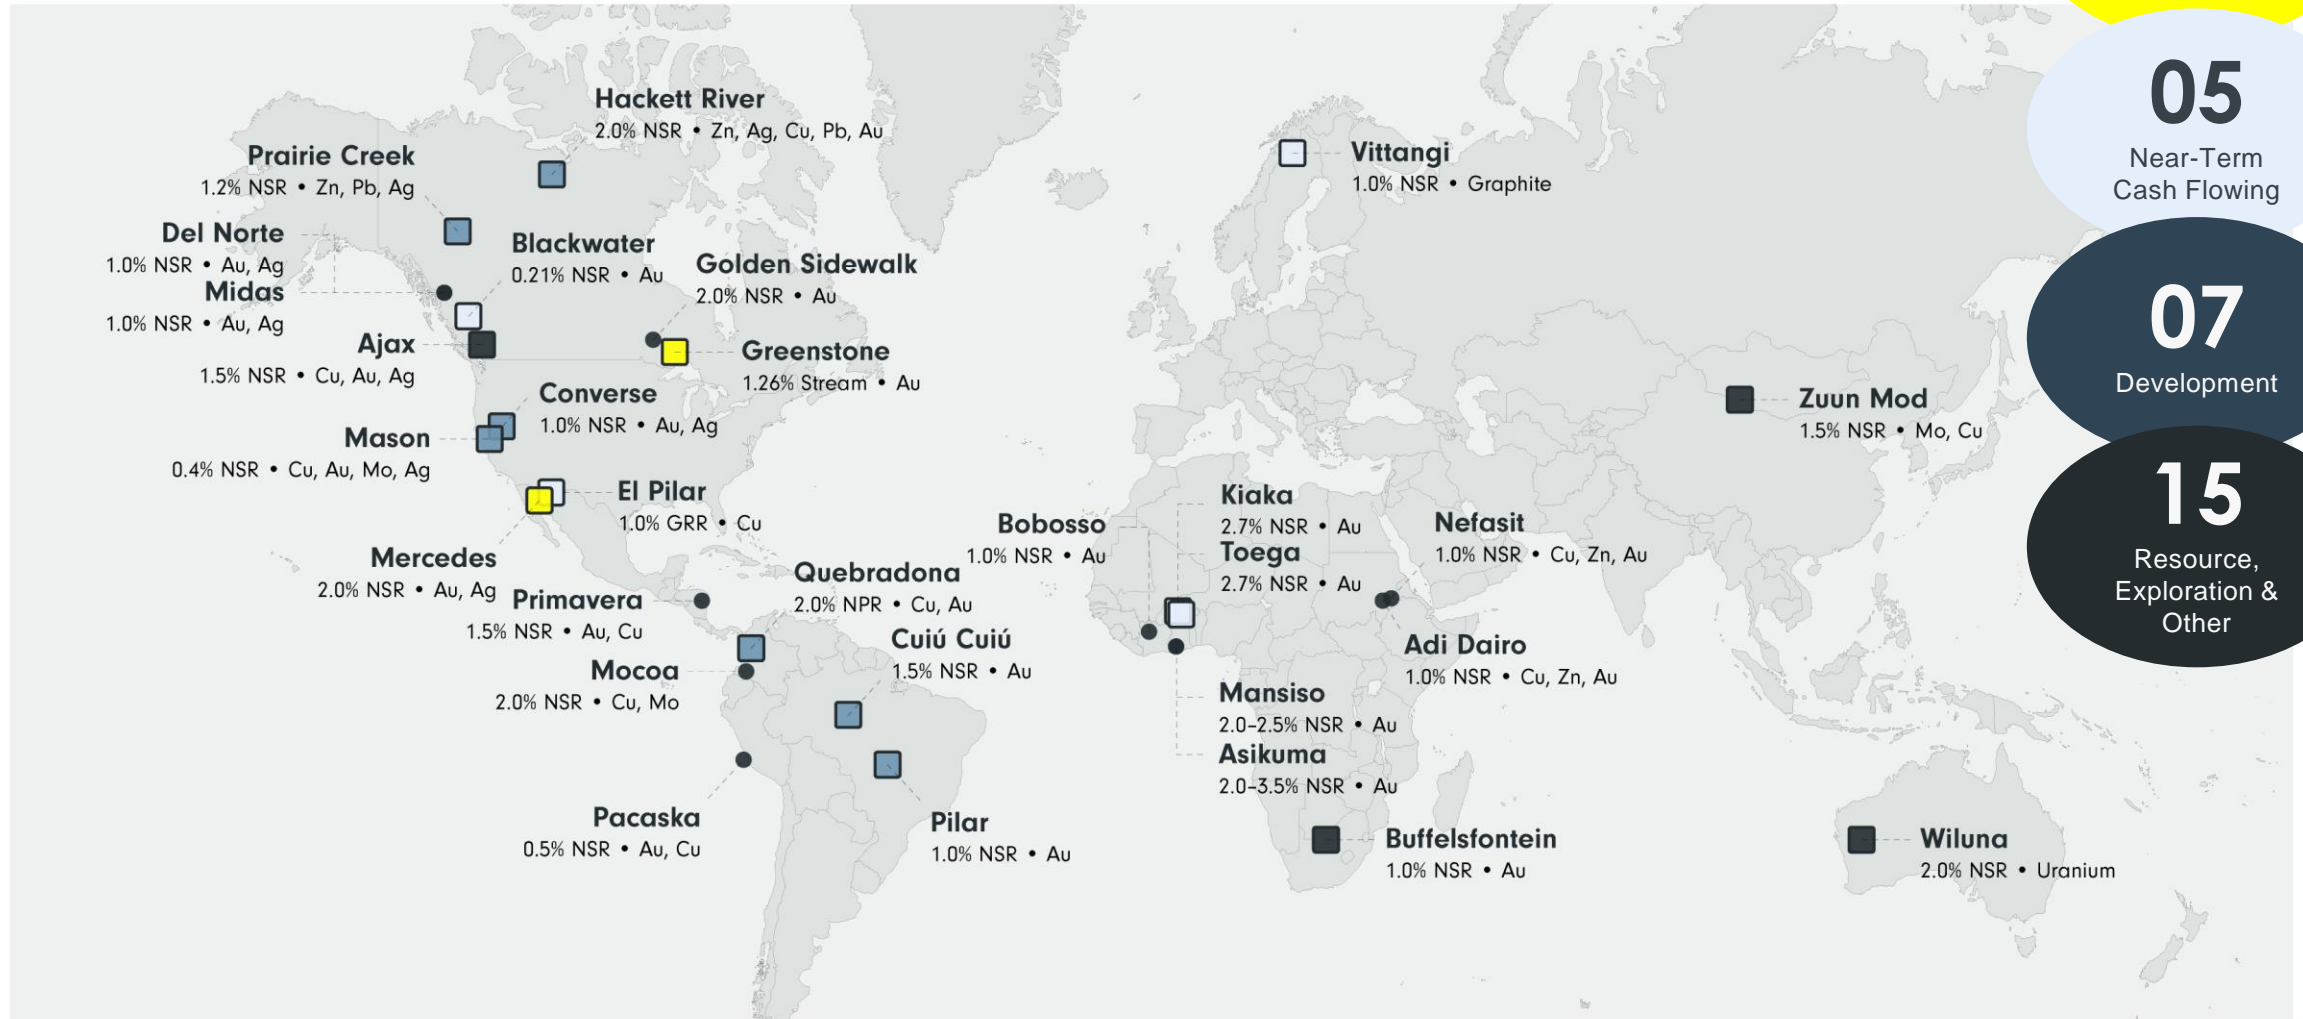 Hackett River
2.0% NSR • Zn, Ag, Cu, Pb, Au
Prairie Creek
1.2% NSR • Zn, Pb, Ag
Del Norte
1.0% NSR • Au, Ag
Midas
1.0% NSR • Au, Ag
Blackwater
0.21% NSR • Au
Golden Sidewalk
2.0% NSR • Au
Ajax
1.5% NSR • Cu, Au, Ag
Greenstone
1.26% Stream • Au
Converse
1.0% NSR • Au, Ag
Mason
0.4% NSR • Cu, Au, Mo, Ag
El Pilar
1.0% GRR • Cu
Mercedes
2.0% NSR • Au, Ag
Primavera
1.5% NSR • Au, Cu
Quebradona
2.0% NPR • Cu, Au
Cuiú Cuiú
1.5% NSR • Au
Mocoa
2.0% NSR • Cu, Mo
Pacaska
0.5% NSR • Au, Cu
Pilar
1.0% NSR • Au
Vittangi
1.0% NSR • Graphite
Zuun Mod
1.5% NSR • Mo, Cu
Kiaka
2.7% NSR • Au
Bobosso
1.0% NSR • Au
Toega
2.7% NSR • Au
Nefasit
1.0% NSR • Cu, Zn, Au
Adi Dairo
1.0% NSR • Cu, Zn, Au
Mansiso
2.0-2.5% NSR • Au
Asikuma
2.0-3.5% NSR • Au
Buffelsfontein
1.0% NSR • Au
Wiluna
2.0% NSR • Uranium
05
Near-Term
Cash Flowing
07
Development
15
Resource,
Exploration &
Other